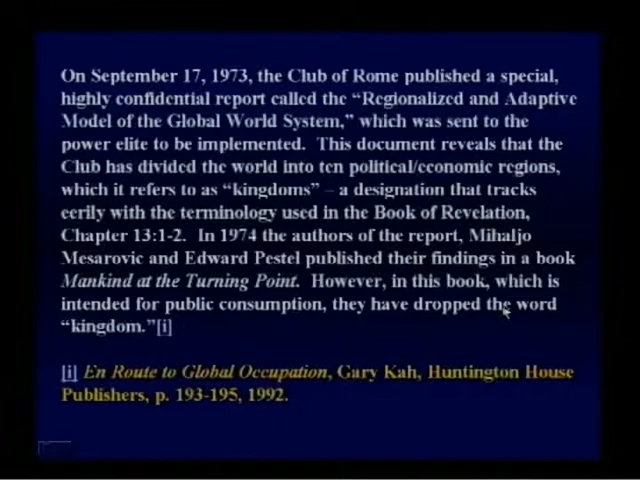 On September 17, 1973, the Club of Rome published a special,
highly confidential report called the “Regionalized and Adaptive
Model of the Global World System,” which was sent to the
power elite to be implemented.  This document reveals that the
Club has divided the world into ten political/economic regions,
which it refers to as “kingdoms” – a designation that tracks
eerily with the terminology used in the Book of Revelation,
Chapter 13:1-2.  In 1974 the authors of the report, Mihaljo
Mesarovic and Edward Pestel published their findings in a book
Mankind at the Turning Point.  However, in this book, which is
intended for public consumption, they have dropped the word
“kingdom.”[i]
[i] En Route to Global Occupation, Gary Kah, Huntington House
Publishers, p. 193-195, 1992.